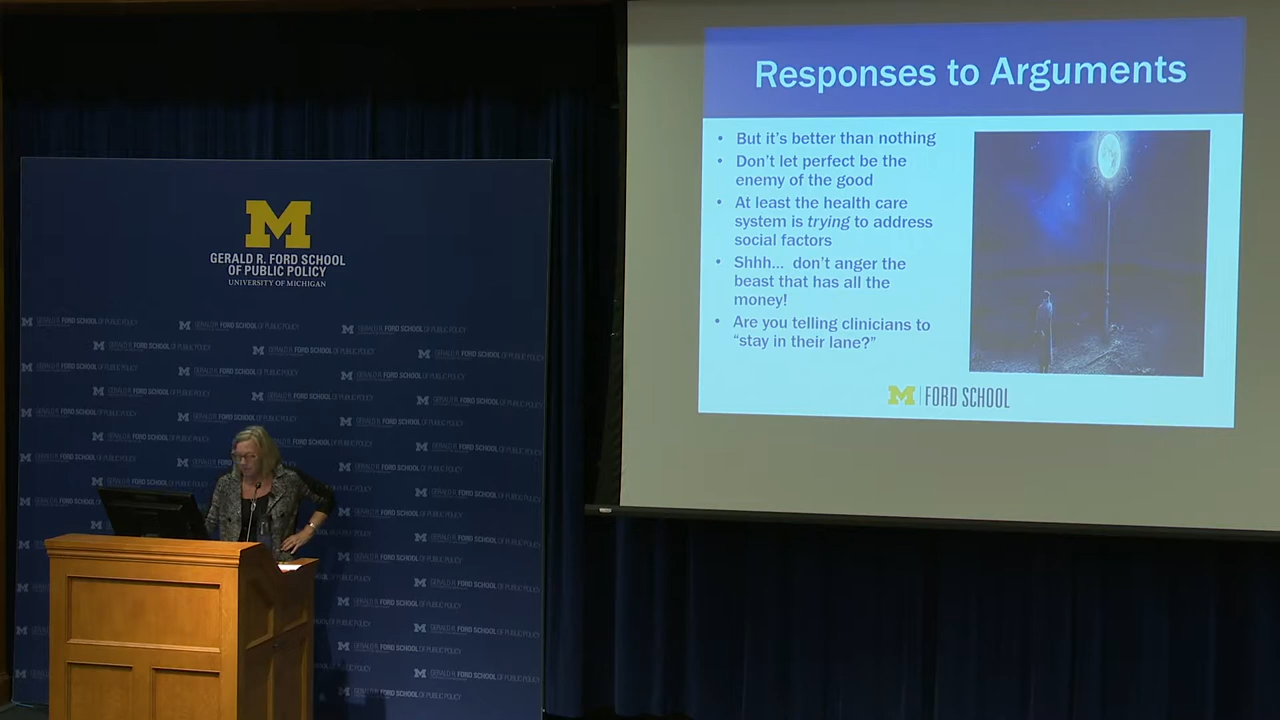 M
GERALD R. FORD SCHOOL
OF PUBLIC POLICY
UNIVERSITY OF MICHIGAN
Responses to Arguments
• But it's better than nothing
• Don't let perfect be the
enemy of the good
• At least the health care
system is trying to address
social factors
• Shhh... don't anger the
beast that has all the
money!
• Are you telling clinicians to
"stay in their lane?"
M FORD SCHOOL